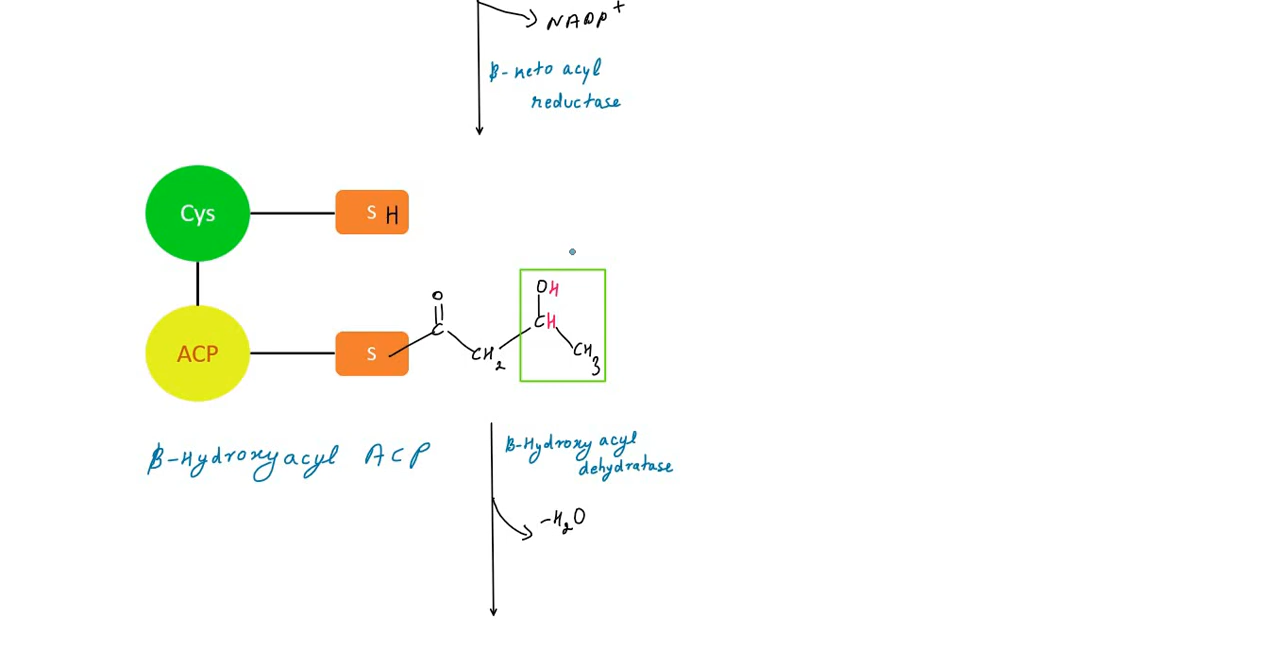 NADP+
β-keto acyl
reductase
Cys
S H
OH
O
C
CH
ACP
S
CH2
CH3
β-Hydroxyacyl ACP
β-Hydroxy acyl
dehydratase
-H2O